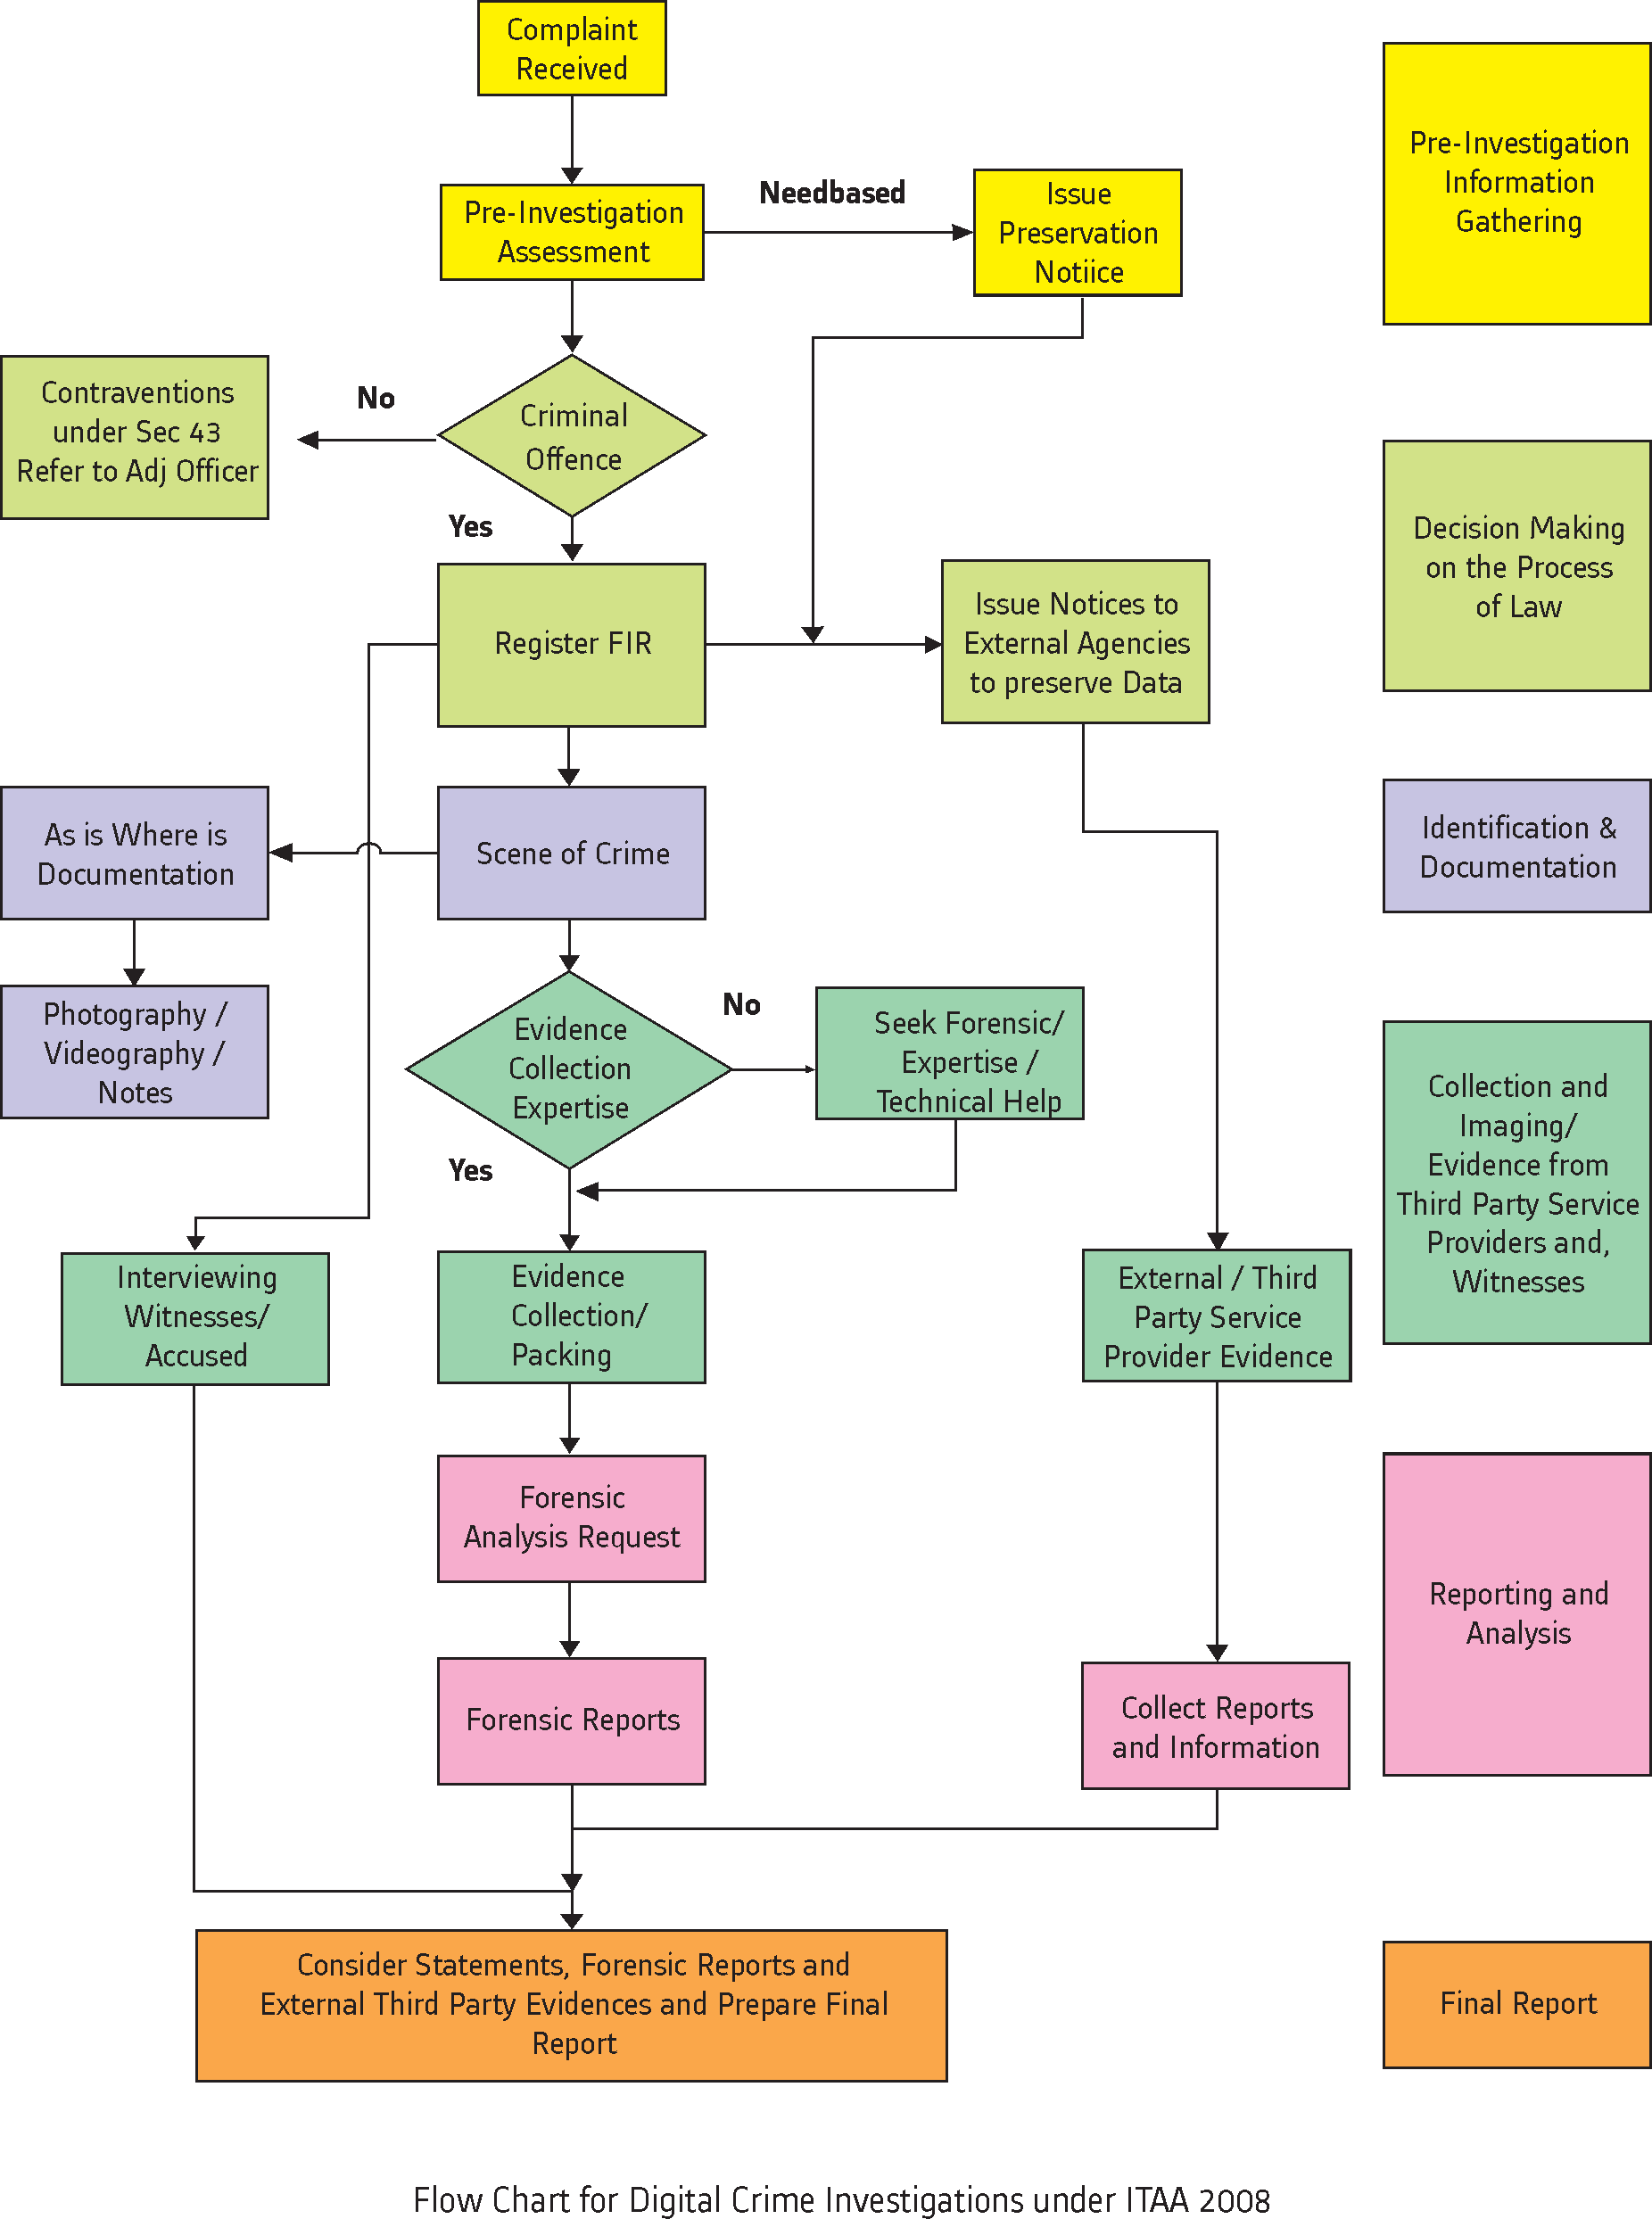 Complaint
Received
Pre-Investigation
Information
Gathering
Pre-Investigation
Assessment
Needbased
Issue
Preservation
Notiice
Contraventions
under Sec 43
Refer to Adj Officer
No
Criminal
Offence
Yes
Decision Making
on the Process
of Law
Register FIR
Issue Notices to
External Agencies
to preserve Data
As is Where is
Documentation
Scene of Crime
Identification &
Documentation
Photography /
Videography /
Notes
Evidence
Collection
Expertise
No
Seek Forensic/
Expertise /
Technical Help
Yes
Collection and
Imaging/
Evidence from
Third Party Service
Providers and,
Witnesses
Interviewing
Witnesses/
Accused
Evidence
Collection/
Packing
External / Third
Party Service
Provider Evidence
Forensic
Analysis Request
Reporting and
Analysis
Forensic Reports
Collect Reports
and Information
Consider Statements, Forensic Reports and
External Third Party Evidences and Prepare Final
Report
Final Report
Flow Chart for Digital Crime Investigations under ITAA 2008